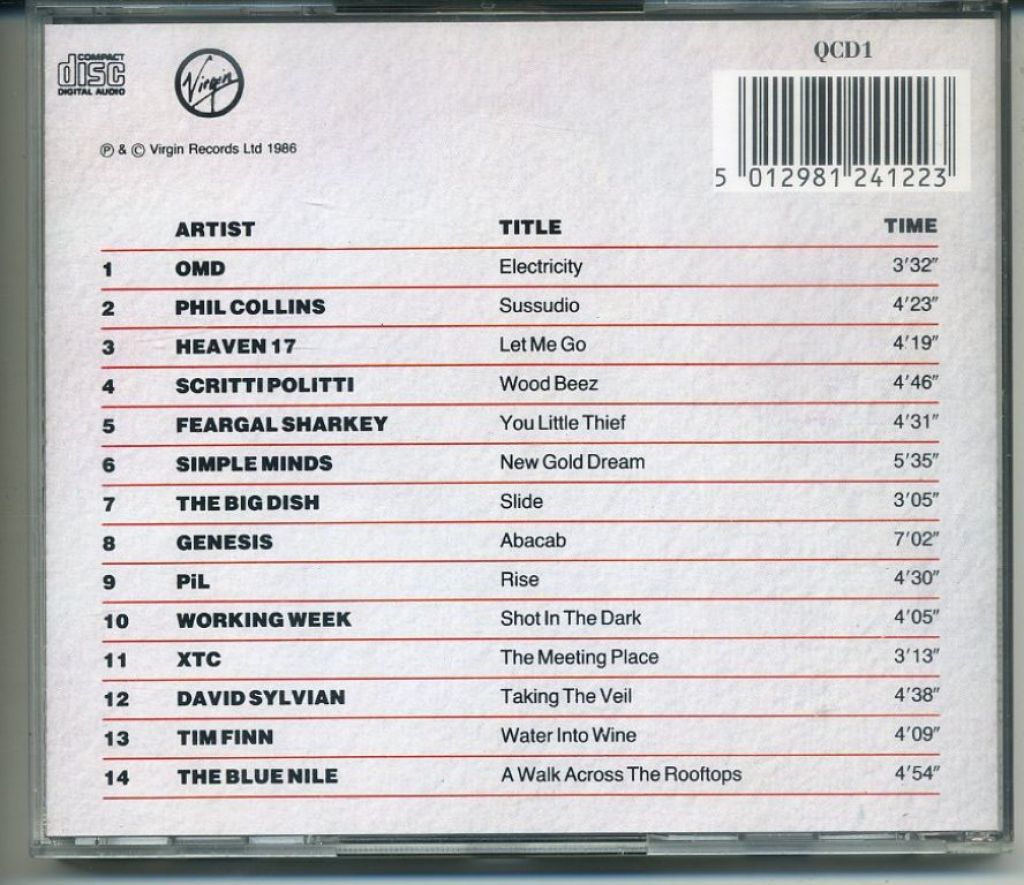 COMPACT
disc
DIGITAL AUDIO
Virgin
QCD1
℗ & © Virgin Records Ltd 1986
5 012981 241223
ARTIST TITLE TIME
1 OMD Electricity 3'32"
2 PHIL COLLINS Sussudio 4'23"
3 HEAVEN 17 Let Me Go 4'19"
4 SCRITTI POLITTI Wood Beez 4'46"
5 FEARGAL SHARKEY You Little Thief 4'31"
6 SIMPLE MINDS New Gold Dream 5'35"
7 THE BIG DISH Slide 3'05"
8 GENESIS Abacab 7'02"
9 PiL Rise 4'30"
10 WORKING WEEK Shot In The Dark 4'05"
11 XTC The Meeting Place 3'13"
12 DAVID SYLVIAN Taking The Veil 4'38"
13 TIM FINN Water Into Wine 4'09"
14 THE BLUE NILE A Walk Across The Rooftops 4'54"